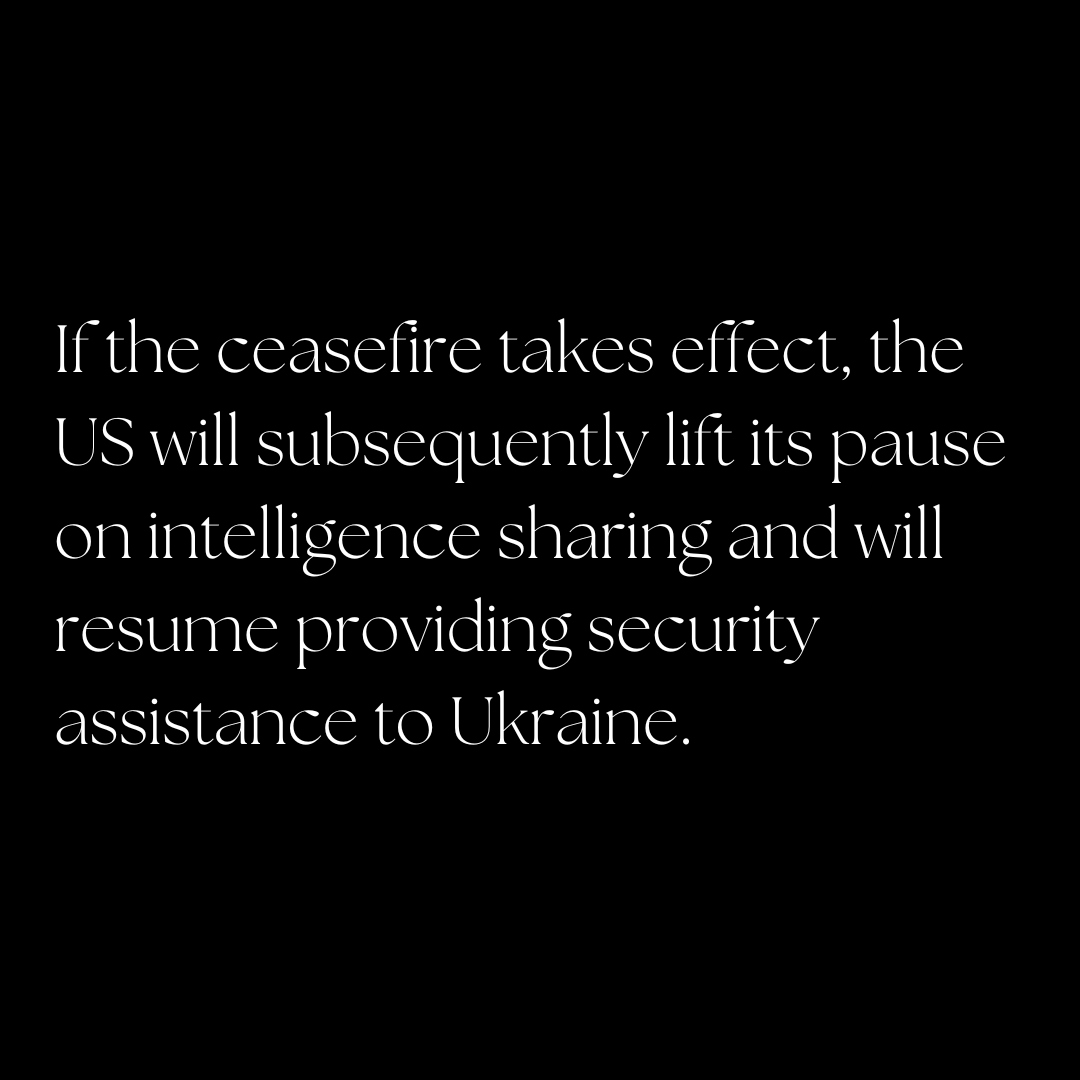 If the ceasefire takes effect, the
US will subsequently lift its pause
on intelligence sharing and will
resume providing security
assistance to Ukraine.